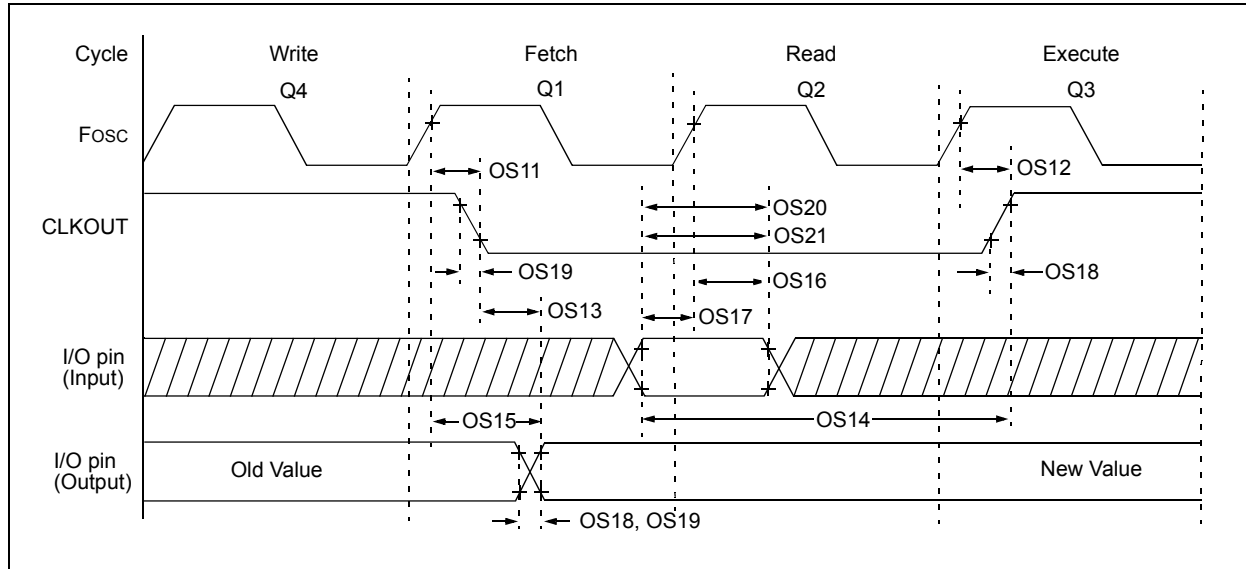 Cycle Write Fetch Read Execute
Q4 Q1 Q2 Q3
Fosc
OS11 OS12
OS20
CLKOUT
OS21
OS19 OS18
OS16
OS13 OS17
I/O pin
(Input)
OS15 OS14
I/O pin
(Output)
Old Value New Value
OS18, OS19